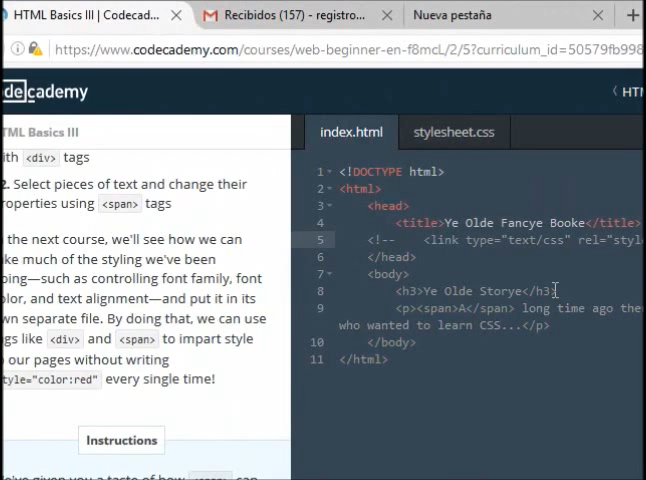 HTML Basics III | Codecad...
Recibidos (157) - registro...
Nueva pestaña
https://www.codecademy.com/courses/web-beginner-en-f8mcL/2/5?curriculum_id=50579fb998
de|cademy
HTM
TML Basics III
ith <div> tags
2. Select pieces of text and change their
roperties using <span> tags
the next course, we'll see how we can
ke much of the styling we've been
oing—such as controlling font family, font
olor, and text alignment—and put it in its
wn separate file. By doing that, we can use
gs like <div> and <span> to impart style
o our pages without writing
tyle="color:red" every single time!
Instructions
index.html
stylesheet.css
1 <!DOCTYPE html>
2 <html>
3 <head>
4 <title>Ye Olde Fancye Booke</title>
5 <!-- <link type="text/css" rel="style
6 </head>
7 <body>
8 <h3>Ye Olde Storye</h3>
9 <p><span>A</span> long time ago the
who wanted to learn CSS...</p>
10 </body>
11 </html>